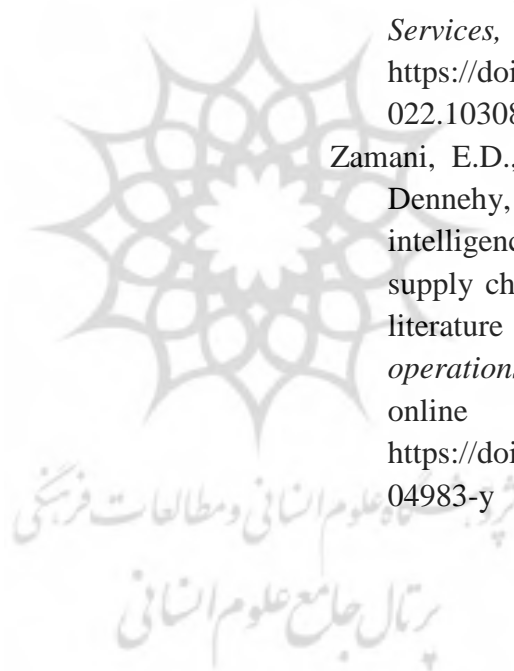 Services,
https://doi
022.10308
Zamani, E.D.,
Dennehy,
intelligenc
supply ch
literature
operation
online
https://doi
04983-y
پژوهشگاه علوم انسانی و مطالعات فرهنگی
پرتال جامع علوم انسانی